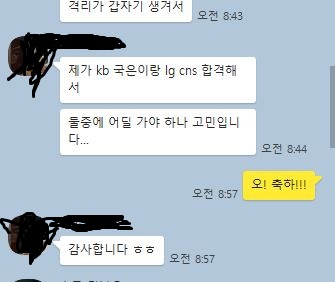 격리가 갑자기 생겨서
오전 8:43
제가 kb 국은이랑 lg cns 합격해
서
둘중에 어딜 가야 하나 고민입니
다...
오전 8:44
오전 8:57
오! 축하!!!
감사합니다 ㅎㅎ
오전 8:57